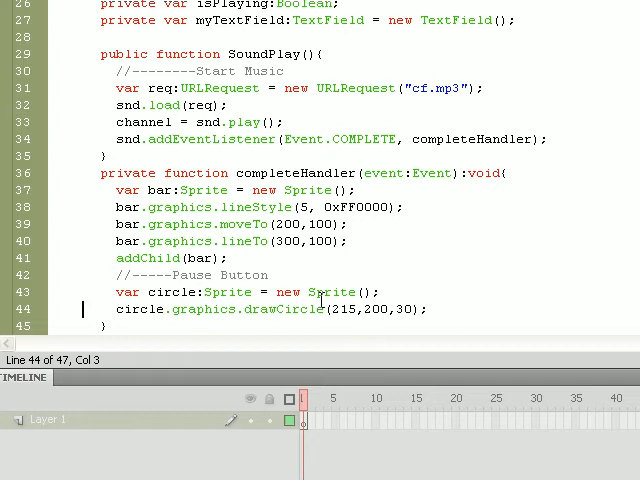 26 private var isPlaying:Boolean;
27 private var myTextField:TextField = new TextField();
28
29 public function SoundPlay(){
30 //--------Start Music
31 var req:URLRequest = new URLRequest("cf.mp3");
32 snd.load(req);
33 channel = snd.play();
34 snd.addEventListener(Event.COMPLETE, completeHandler);
35 }
36 private function completeHandler(event:Event):void{
37 var bar:Sprite = new Sprite();
38 bar.graphics.lineStyle(5, 0xFF0000);
39 bar.graphics.moveTo(200,100);
40 bar.graphics.lineTo(300,100);
41 addChild(bar);
42 //-----Pause Button
43 var circle:Sprite = new Sprite();
44 circle.graphics.drawCircle(215,200,30);
45 }
Line 44 of 47, Col 3
TIMELINE
1 5 10 15 20 25 30 35 40
Layer 1